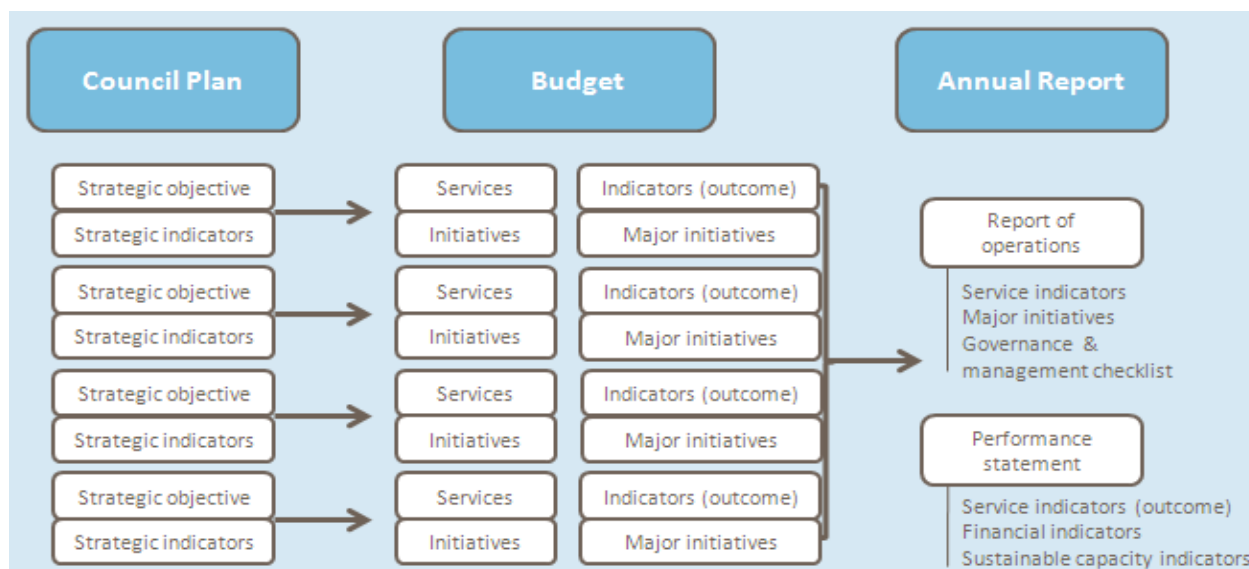 Council Plan
Budget
Annual Report
Strategic objective
Strategic indicators
Strategic objective
Strategic indicators
Strategic objective
Strategic indicators
Strategic objective
Strategic indicators
Services
Initiatives
Services
Initiatives
Services
Initiatives
Services
Initiatives
Indicators (outcome)
Major initiatives
Indicators (outcome)
Major initiatives
Indicators (outcome)
Major initiatives
Indicators (outcome)
Major initiatives
Report of
operations
Service indicators
Major initiatives
Governance &
management checklist
Performance
statement
Service indicators (outcome)
Financial indicators
Sustainable capacity indicators